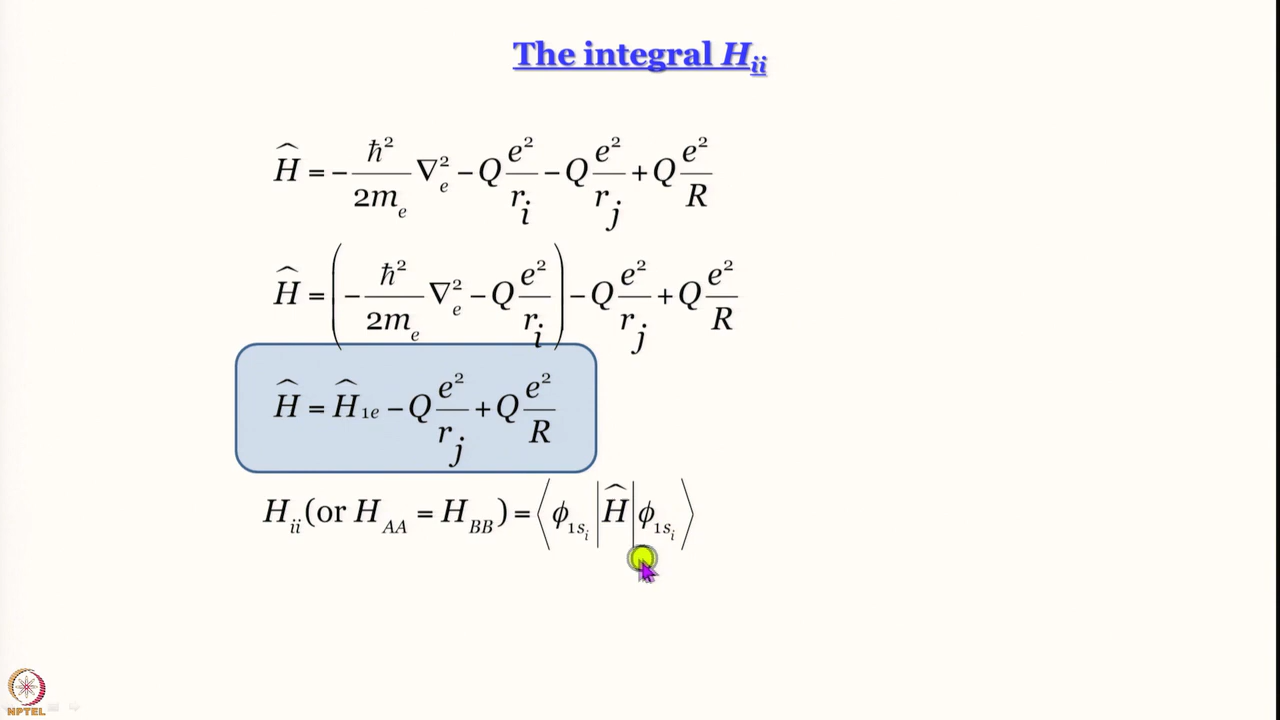 The integral H_ii
Ĥ = −ħ²/2m_e ∇²_e − Q e²/r_i − Q e²/r_j + Q e²/R
Ĥ = (−ħ²/2m_e ∇²_e − Q e²/r_i) − Q e²/r_j + Q e²/R
Ĥ = Ĥ_1e − Q e²/r_j + Q e²/R
H_ii (or H_AA = H_BB) = ⟨ϕ_1s_i|Ĥ|ϕ_1s_i⟩
NPTEL